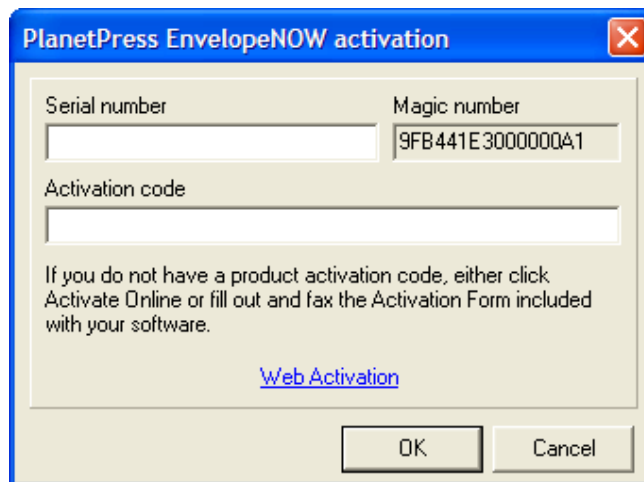 PlanetPress EnvelopeNOW activation
Serial number
Magic number
9FB441E3000000A1
Activation code
If you do not have a product activation code, either click
Activate Online or fill out and fax the Activation Form included
with your software.
Web Activation
OK
Cancel